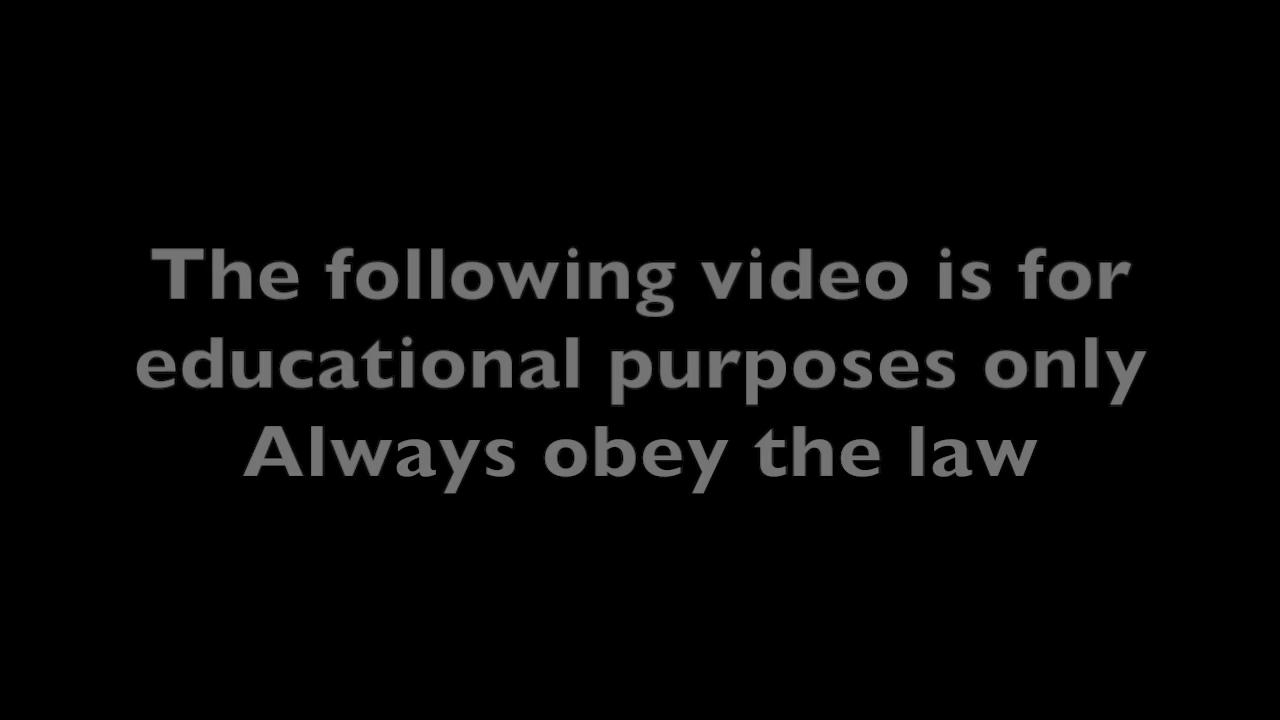 The following video is for
educational purposes only
Always obey the law